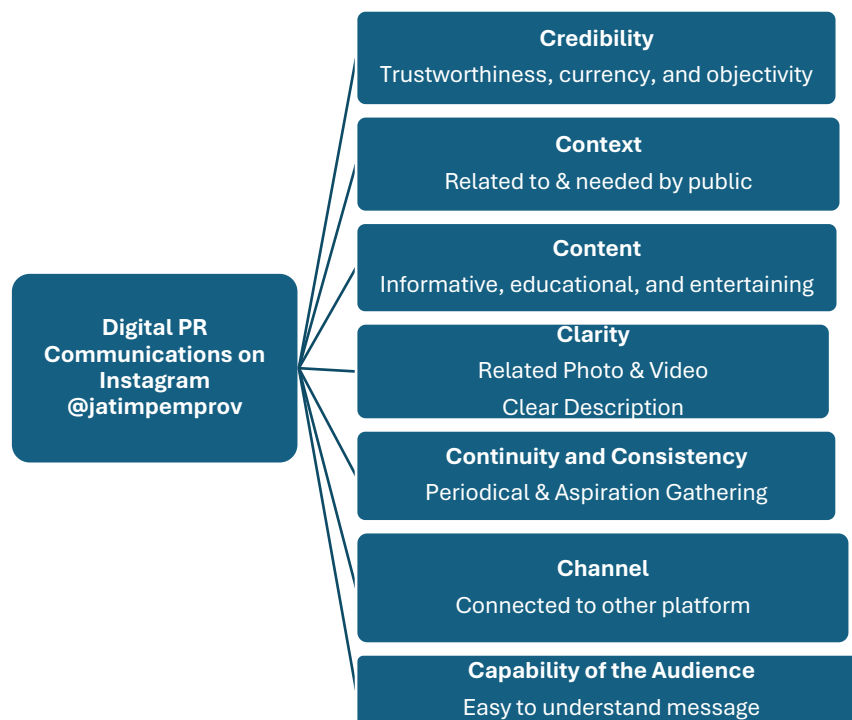 Digital PR
Communications on
Instagram
@jatimpemprov
Credibility
Trustworthiness, currency, and objectivity
Context
Related to & needed by public
Content
Informative, educational, and entertaining
Clarity
Related Photo & Video
Clear Description
Continuity and Consistency
Periodical & Aspiration Gathering
Channel
Connected to other platform
Capability of the Audience
Easy to understand message